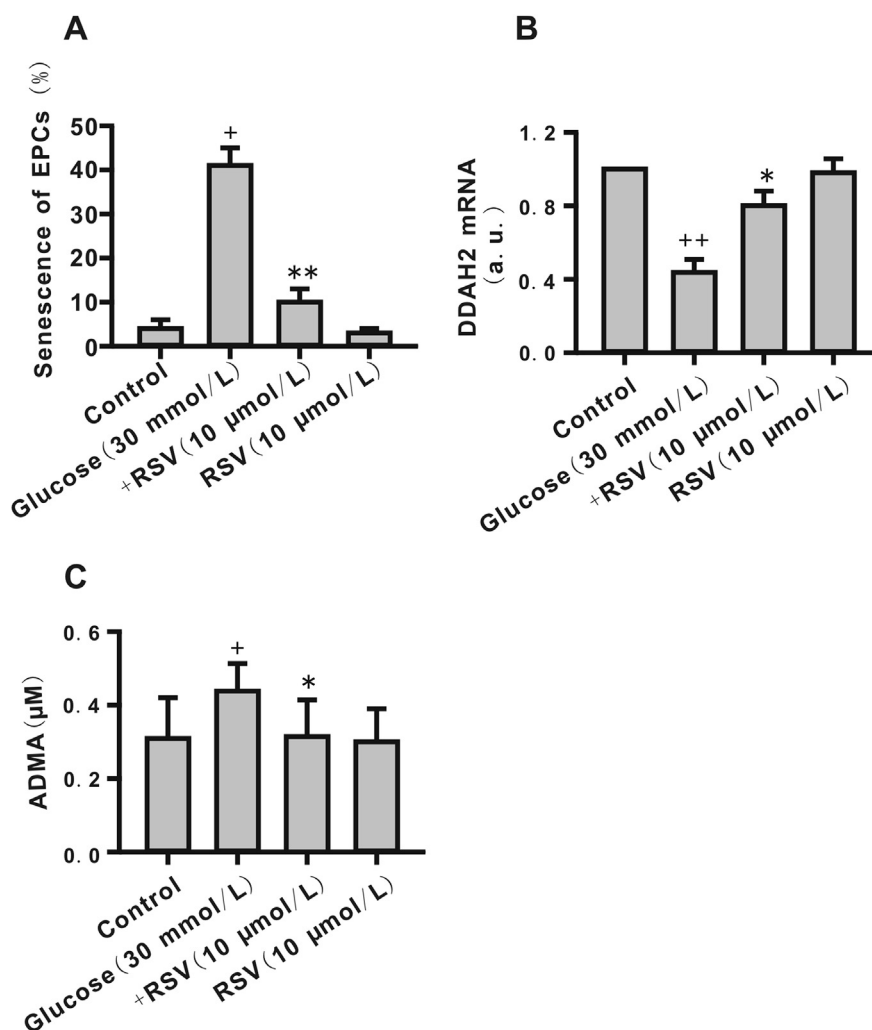 A
Senescence of EPCs (%)
50
40
30
20
10
0
+
**
Control
Glucose(30 mmol/L)
+RSV(10 μmol/L)
RSV(10 μmol/L)
B
DDAH2 mRNA
(a. u.)
1.2
0.8
0.4
0.0
++
*
Control
Glucose(30 mmol/L)
+RSV(10 μmol/L)
RSV(10 μmol/L)
C
ADMA(μM)
0.6
0.4
0.2
0.0
+
*
Control
Glucose(30 mmol/L)
+RSV(10 μmol/L)
RSV(10 μmol/L)